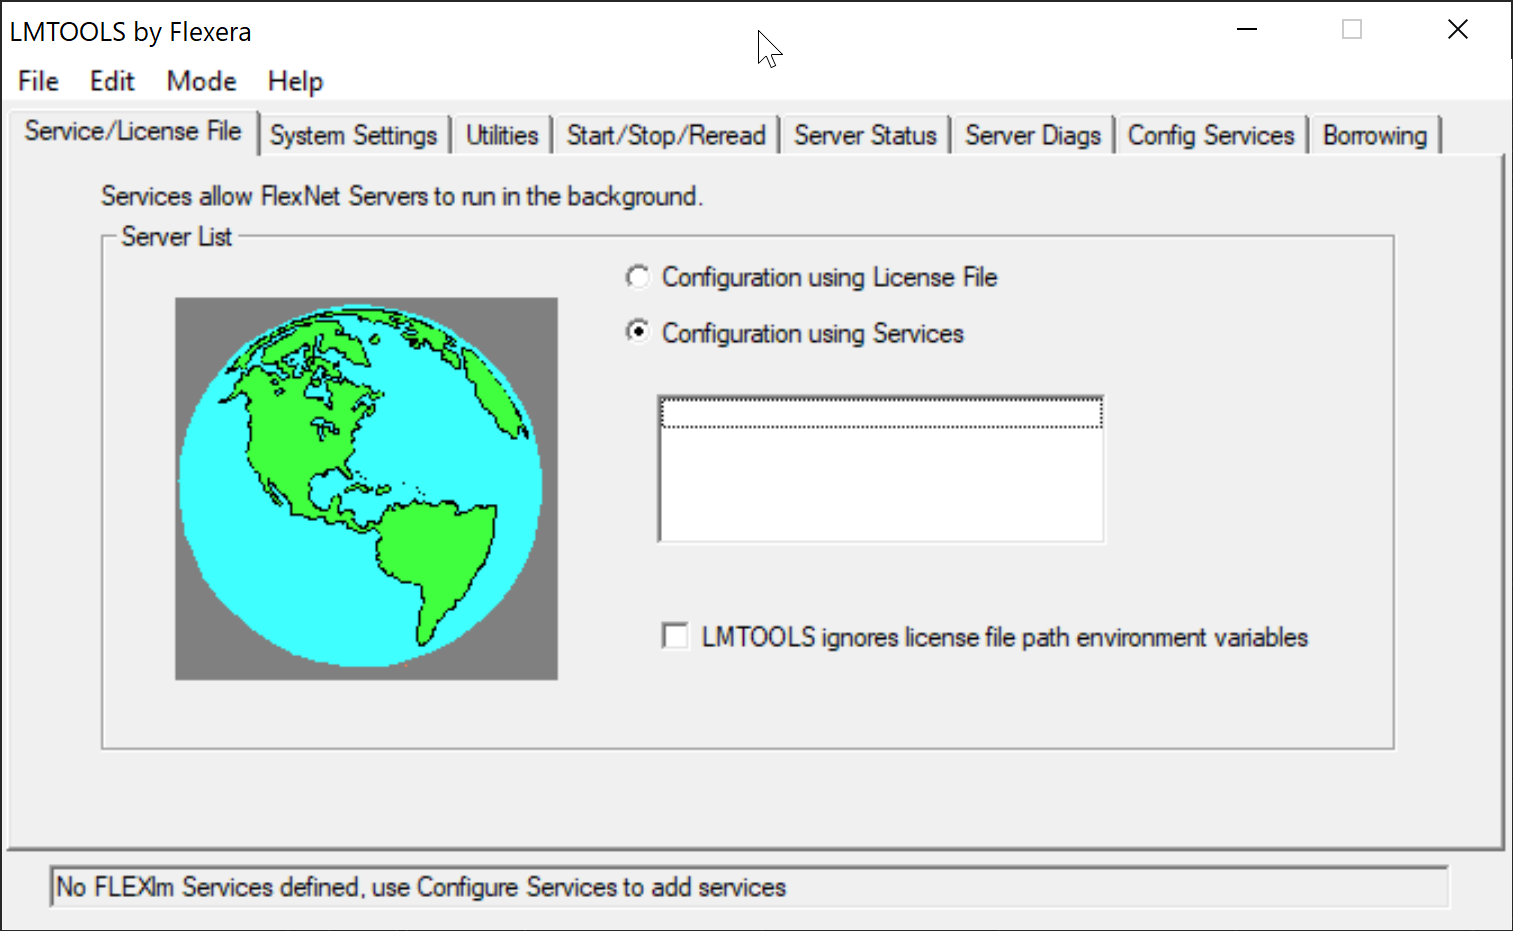 LMTOOLS by Flexera
File Edit Mode Help
Service/License File System Settings Utilities Start/Stop/Reread Server Status Server Diags Config Services Borrowing
Services allow FlexNet Servers to run in the background.
Server List
Configuration using License File
Configuration using Services
LMTOOLS ignores license file path environment variables
No FLEXlm Services defined, use Configure Services to add services